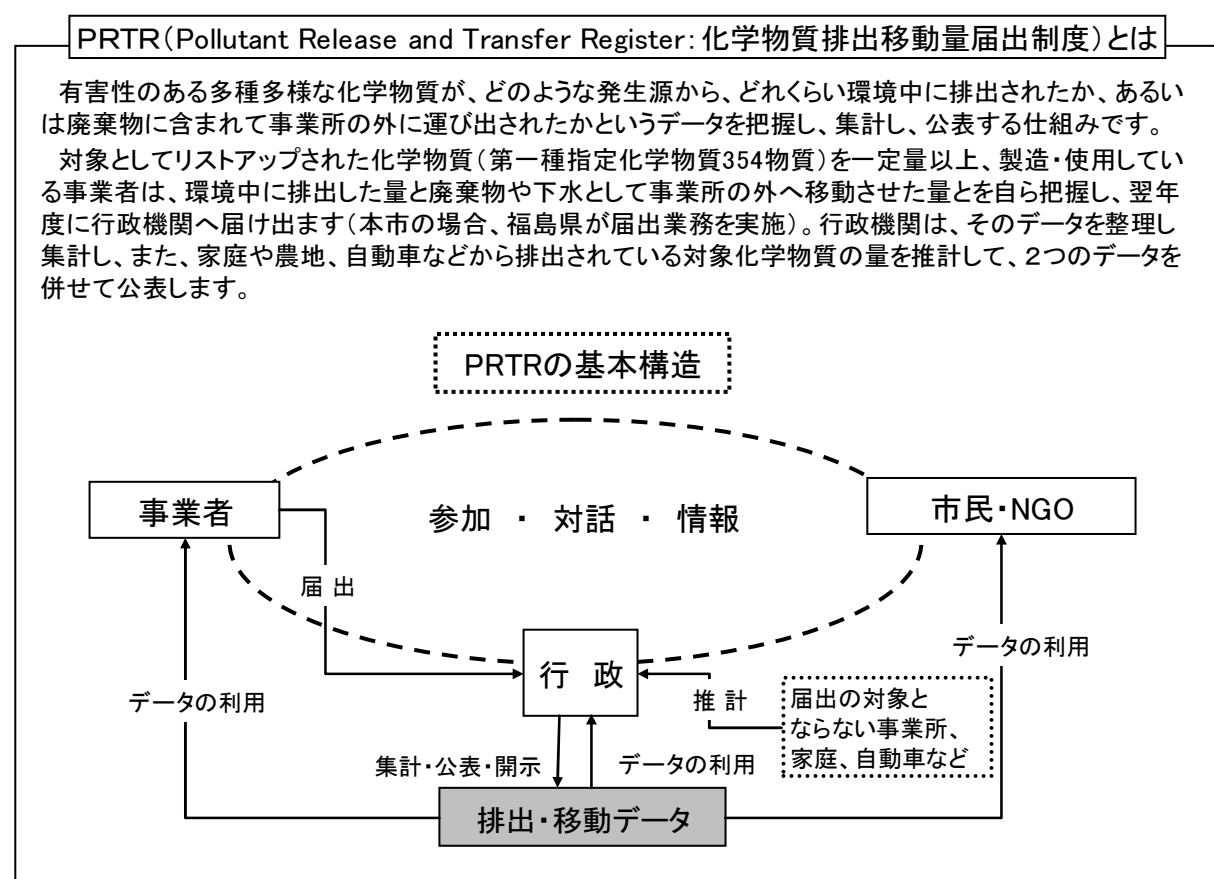 PRTR(Pollutant Release and Transfer Register:化学物質排出移動量届出制度)とは
有害性のある多種多様な化学物質が、どのような発生源から、どれくらい環境中に排出されたか、あるい
は廃棄物に含まれて事業所の外に運び出されたかというデータを把握し、集計し、公表する仕組みです。
対象としてリストアップされた化学物質(第一種指定化学物質354物質)を一定量以上、製造・使用してい
る事業者は、環境中に排出した量と廃棄物や下水として事業所の外へ移動させた量とを自ら把握し、翌年
度に行政機関へ届け出ます(本市の場合、福島県が届出業務を実施)。行政機関は、そのデータを整理し
集計し、また、家庭や農地、自動車などから排出されている対象化学物質の量を推計して、2つのデータを
併せて公表します。
PRTRの基本構造
事業者
参加 ・ 対話 ・ 情報
市民・NGO
届 出
行 政
データの利用
データの利用
推 計
届出の対象と
ならない事業所、
家庭、自動車など
集計・公表・開示
データの利用
排出・移動データ